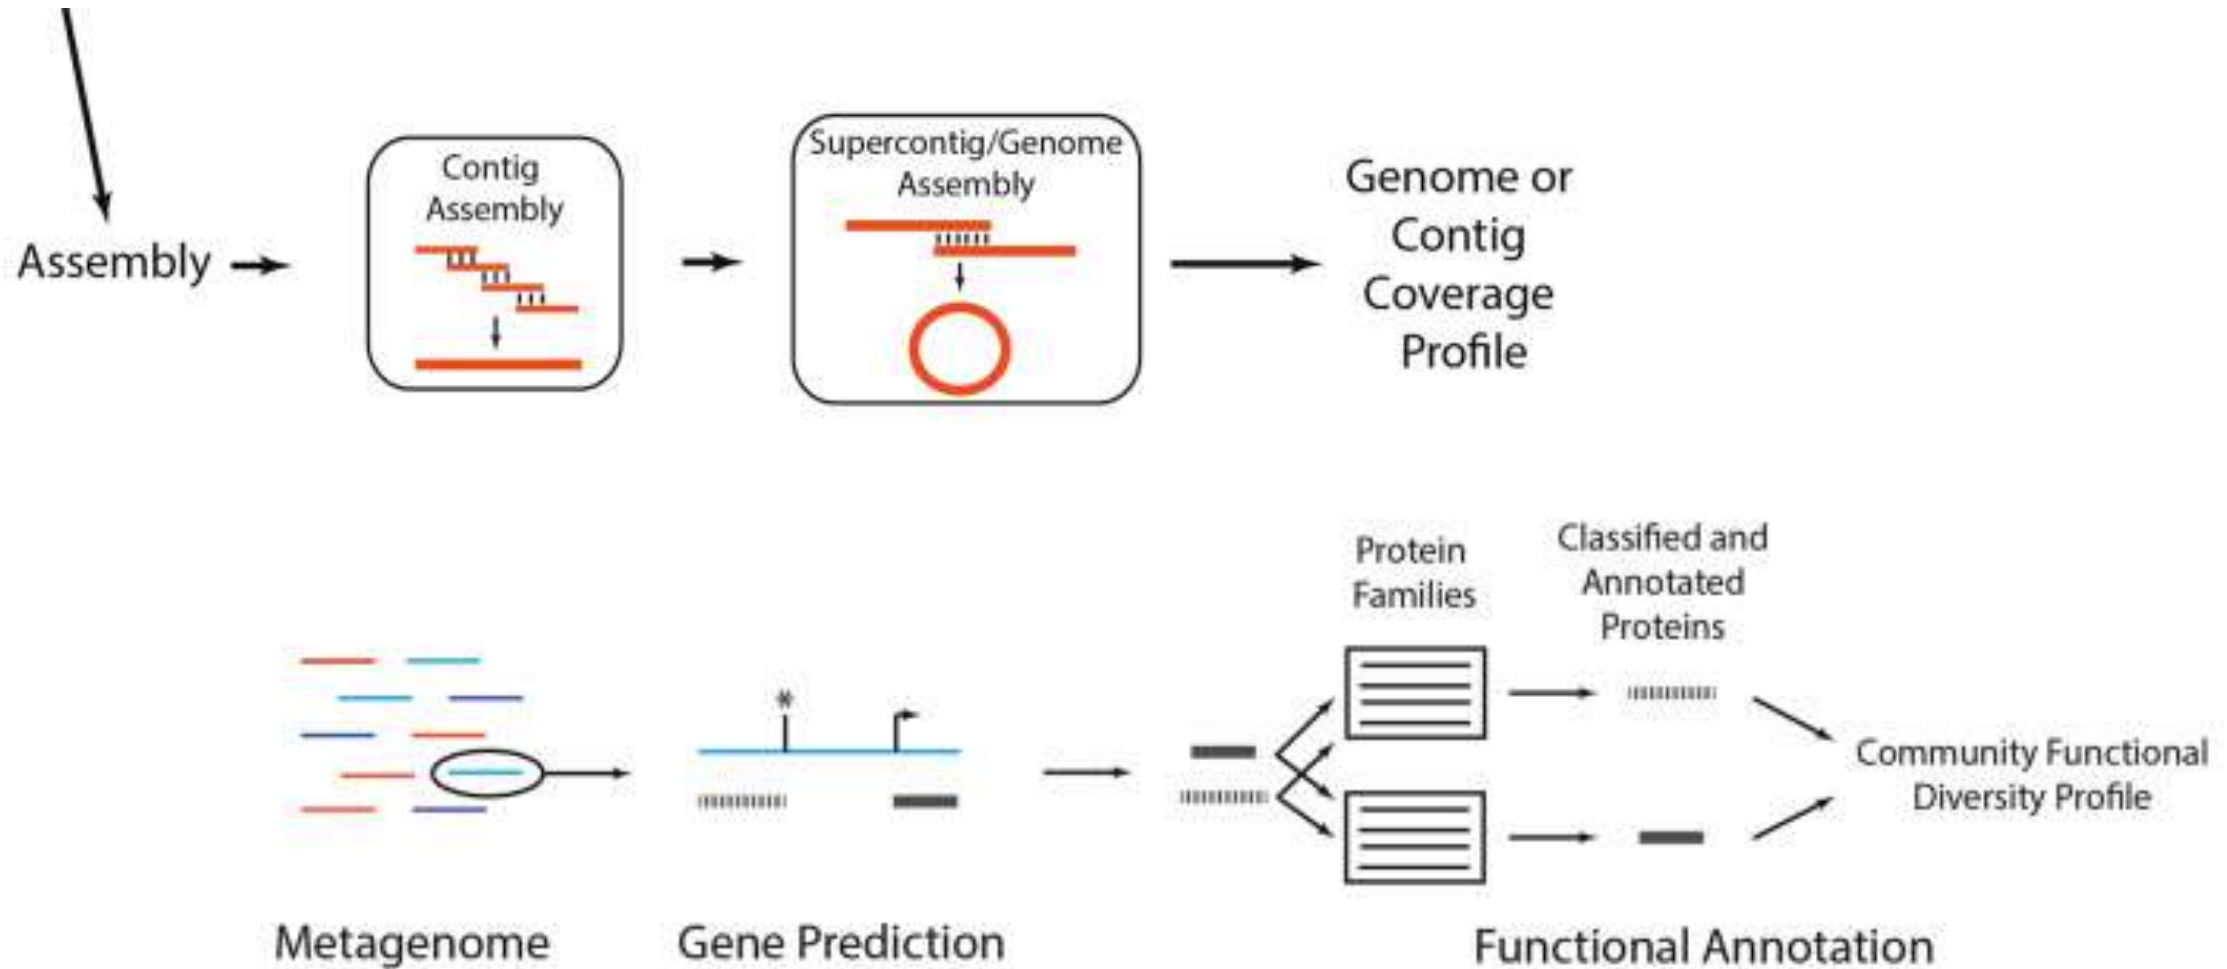 Assembly
Contig
Assembly
Supercontig/Genome
Assembly
Genome or
Contig
Coverage
Profile
Protein
Families
Classified and
Annotated
Proteins
*
Community Functional
Diversity Profile
Metagenome
Gene Prediction
Functional Annotation